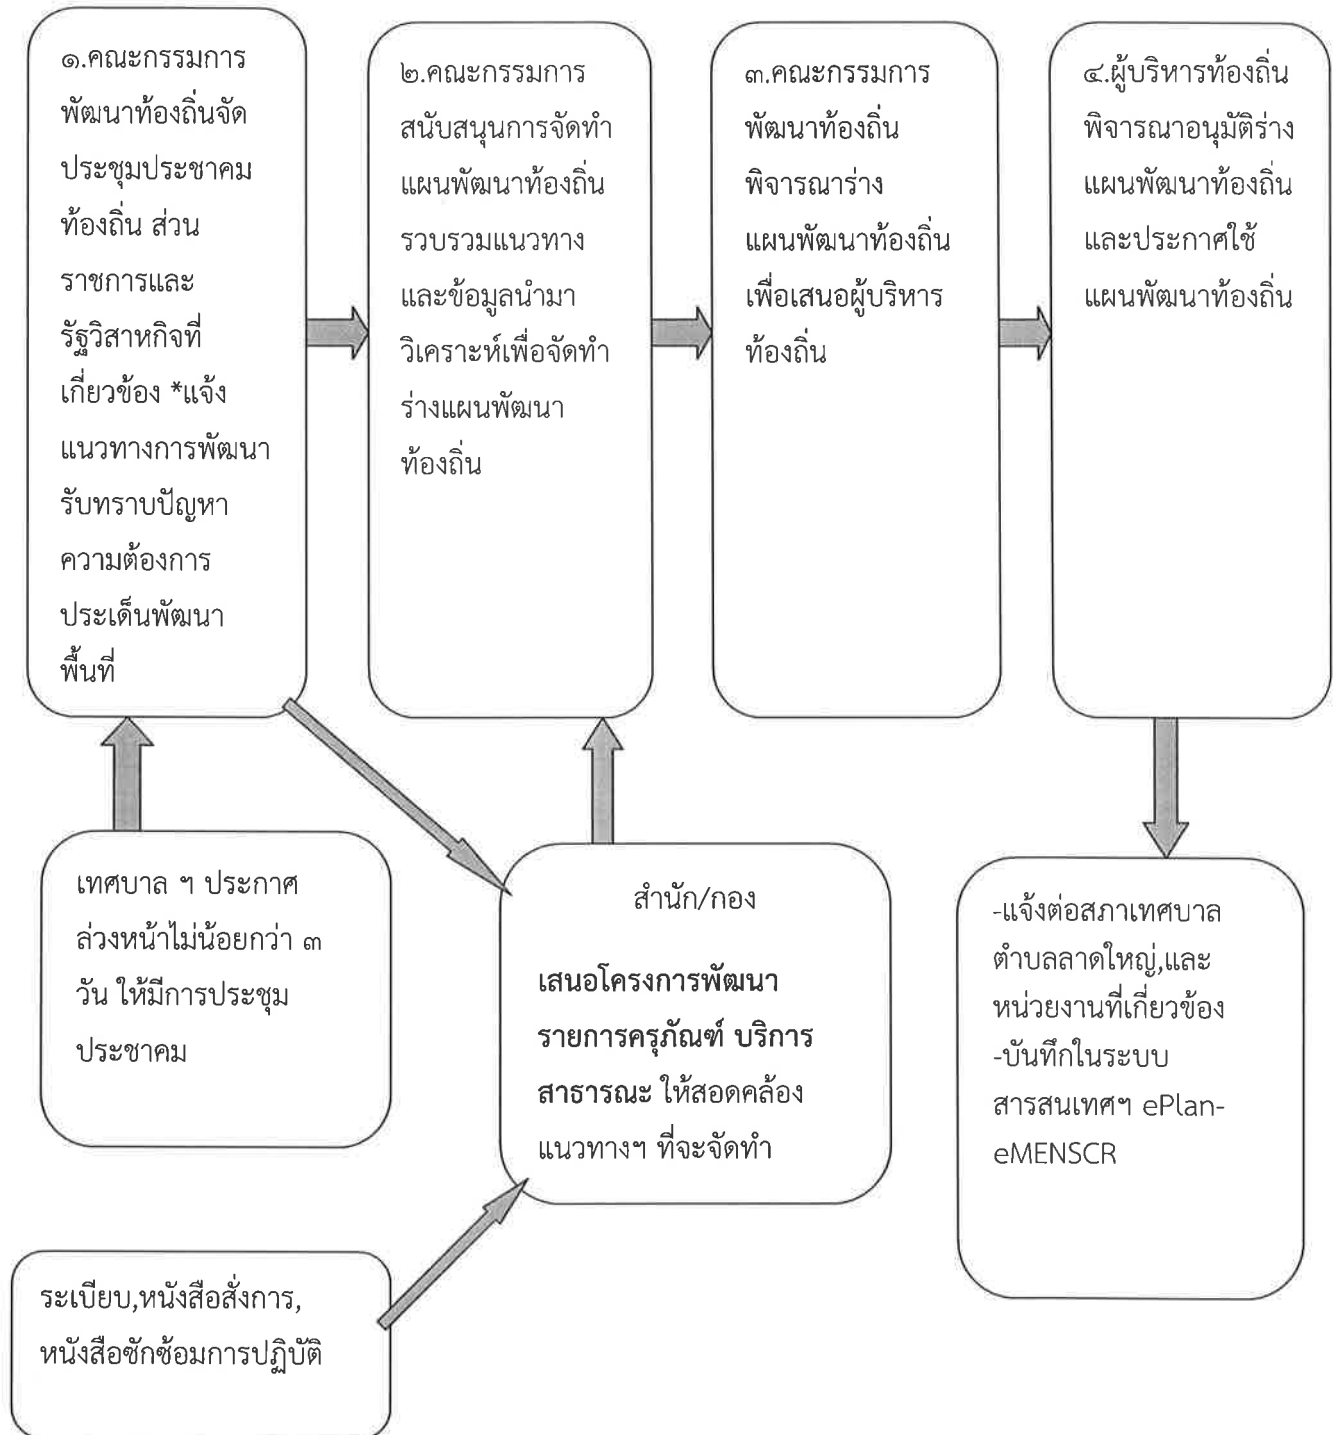 ๑.คณะกรรมการ
พัฒนาท้องถิ่นจัด
ประชุมประชาคม
ท้องถิ่น ส่วน
ราชการและ
รัฐวิสาหกิจที่
เกี่ยวข้อง *แจ้ง
แนวทางการพัฒนา
รับทราบปัญหา
ความต้องการ
ประเด็นพัฒนา
พื้นที่
๒.คณะกรรมการ
สนับสนุนการจัดทำ
แผนพัฒนาท้องถิ่น
รวบรวมแนวทาง
และข้อมูลนำมา
วิเคราะห์เพื่อจัดทำ
ร่างแผนพัฒนา
ท้องถิ่น
๓.คณะกรรมการ
พัฒนาท้องถิ่น
พิจารณาร่าง
แผนพัฒนาท้องถิ่น
เพื่อเสนอผู้บริหาร
ท้องถิ่น
๔.ผู้บริหารท้องถิ่น
พิจารณาอนุมัติร่าง
แผนพัฒนาท้องถิ่น
และประกาศใช้
แผนพัฒนาท้องถิ่น
เทศบาล ฯ ประกาศ
ล่วงหน้าไม่น้อยกว่า ๓
วัน ให้มีการประชุม
ประชาคม
สำนัก/กอง
เสนอโครงการพัฒนา
รายการครุภัณฑ์ บริการ
สาธารณะ ให้สอดคล้อง
แนวทางฯ ที่จะจัดทำ
-แจ้งต่อสภาเทศบาล
ตำบลลาดใหญ่,และ
หน่วยงานที่เกี่ยวข้อง
-บันทึกในระบบ
สารสนเทศฯ ePlan-
eMENSCR
ระเบียบ,หนังสือสั่งการ,
หนังสือซักซ้อมการปฏิบัติ